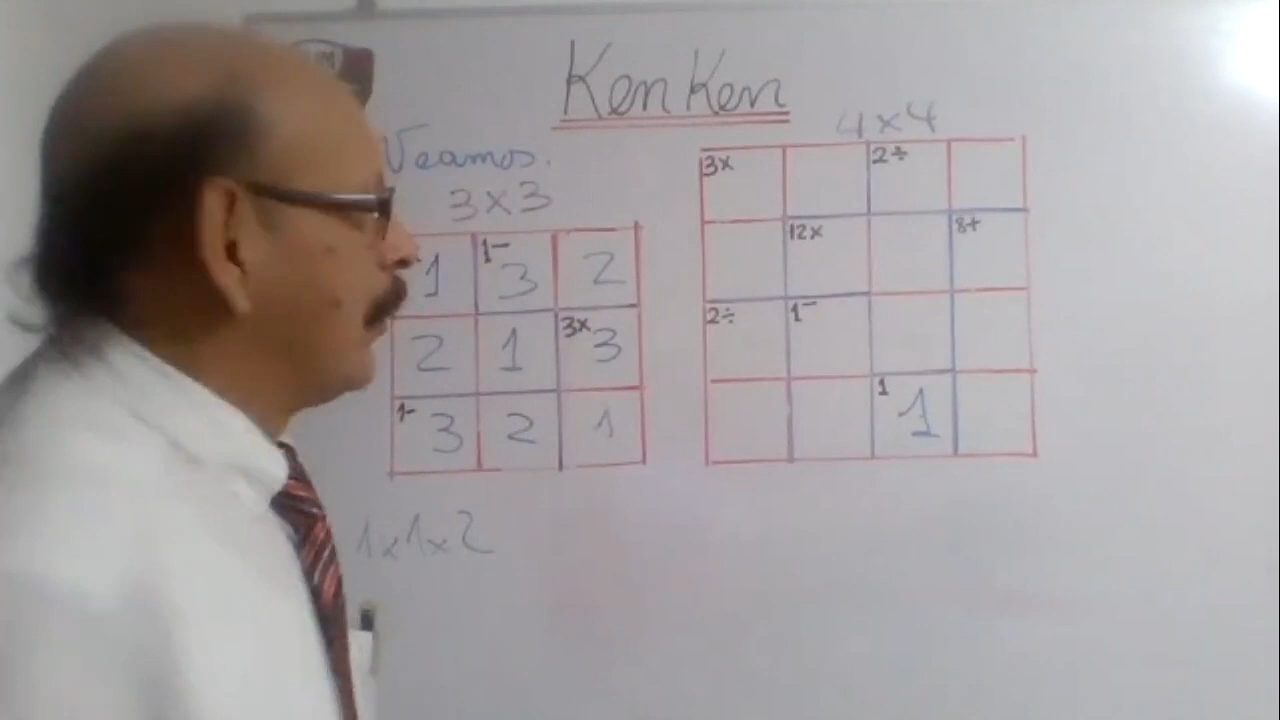 KenKen
Veamos.
3x3
1 1- 3 2
2 1 3x 3
1- 3 2 1
1x1x2
4x4
3x 2÷
12x 8+
2÷ 1-
1 1